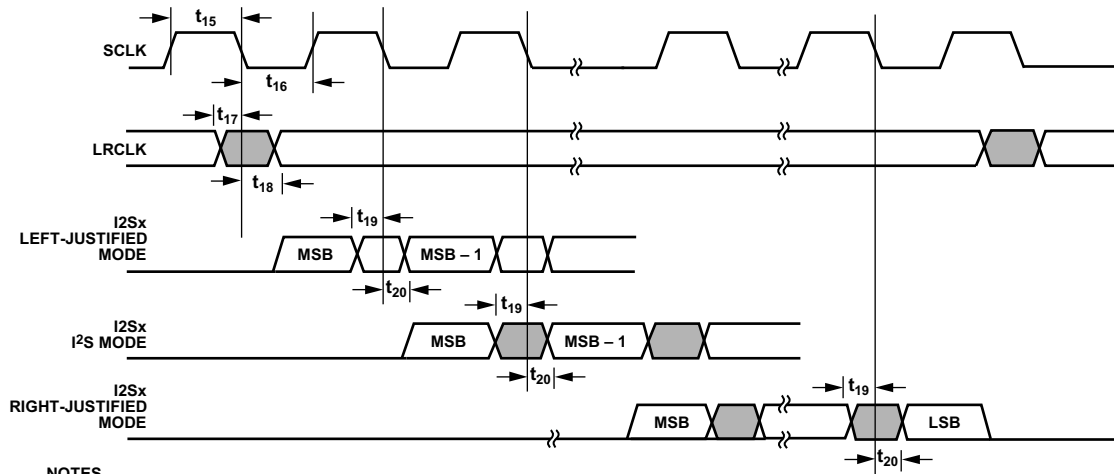 t15
SCLK
t16
t17
LRCLK
t18
I2Sx
LEFT-JUSTIFIED
MODE
t19
MSB
MSB – 1
t20
t19
I2Sx
I2S MODE
MSB
MSB – 1
t20
I2Sx
RIGHT-JUSTIFIED
MODE
t19
MSB
LSB
t20
NOTES